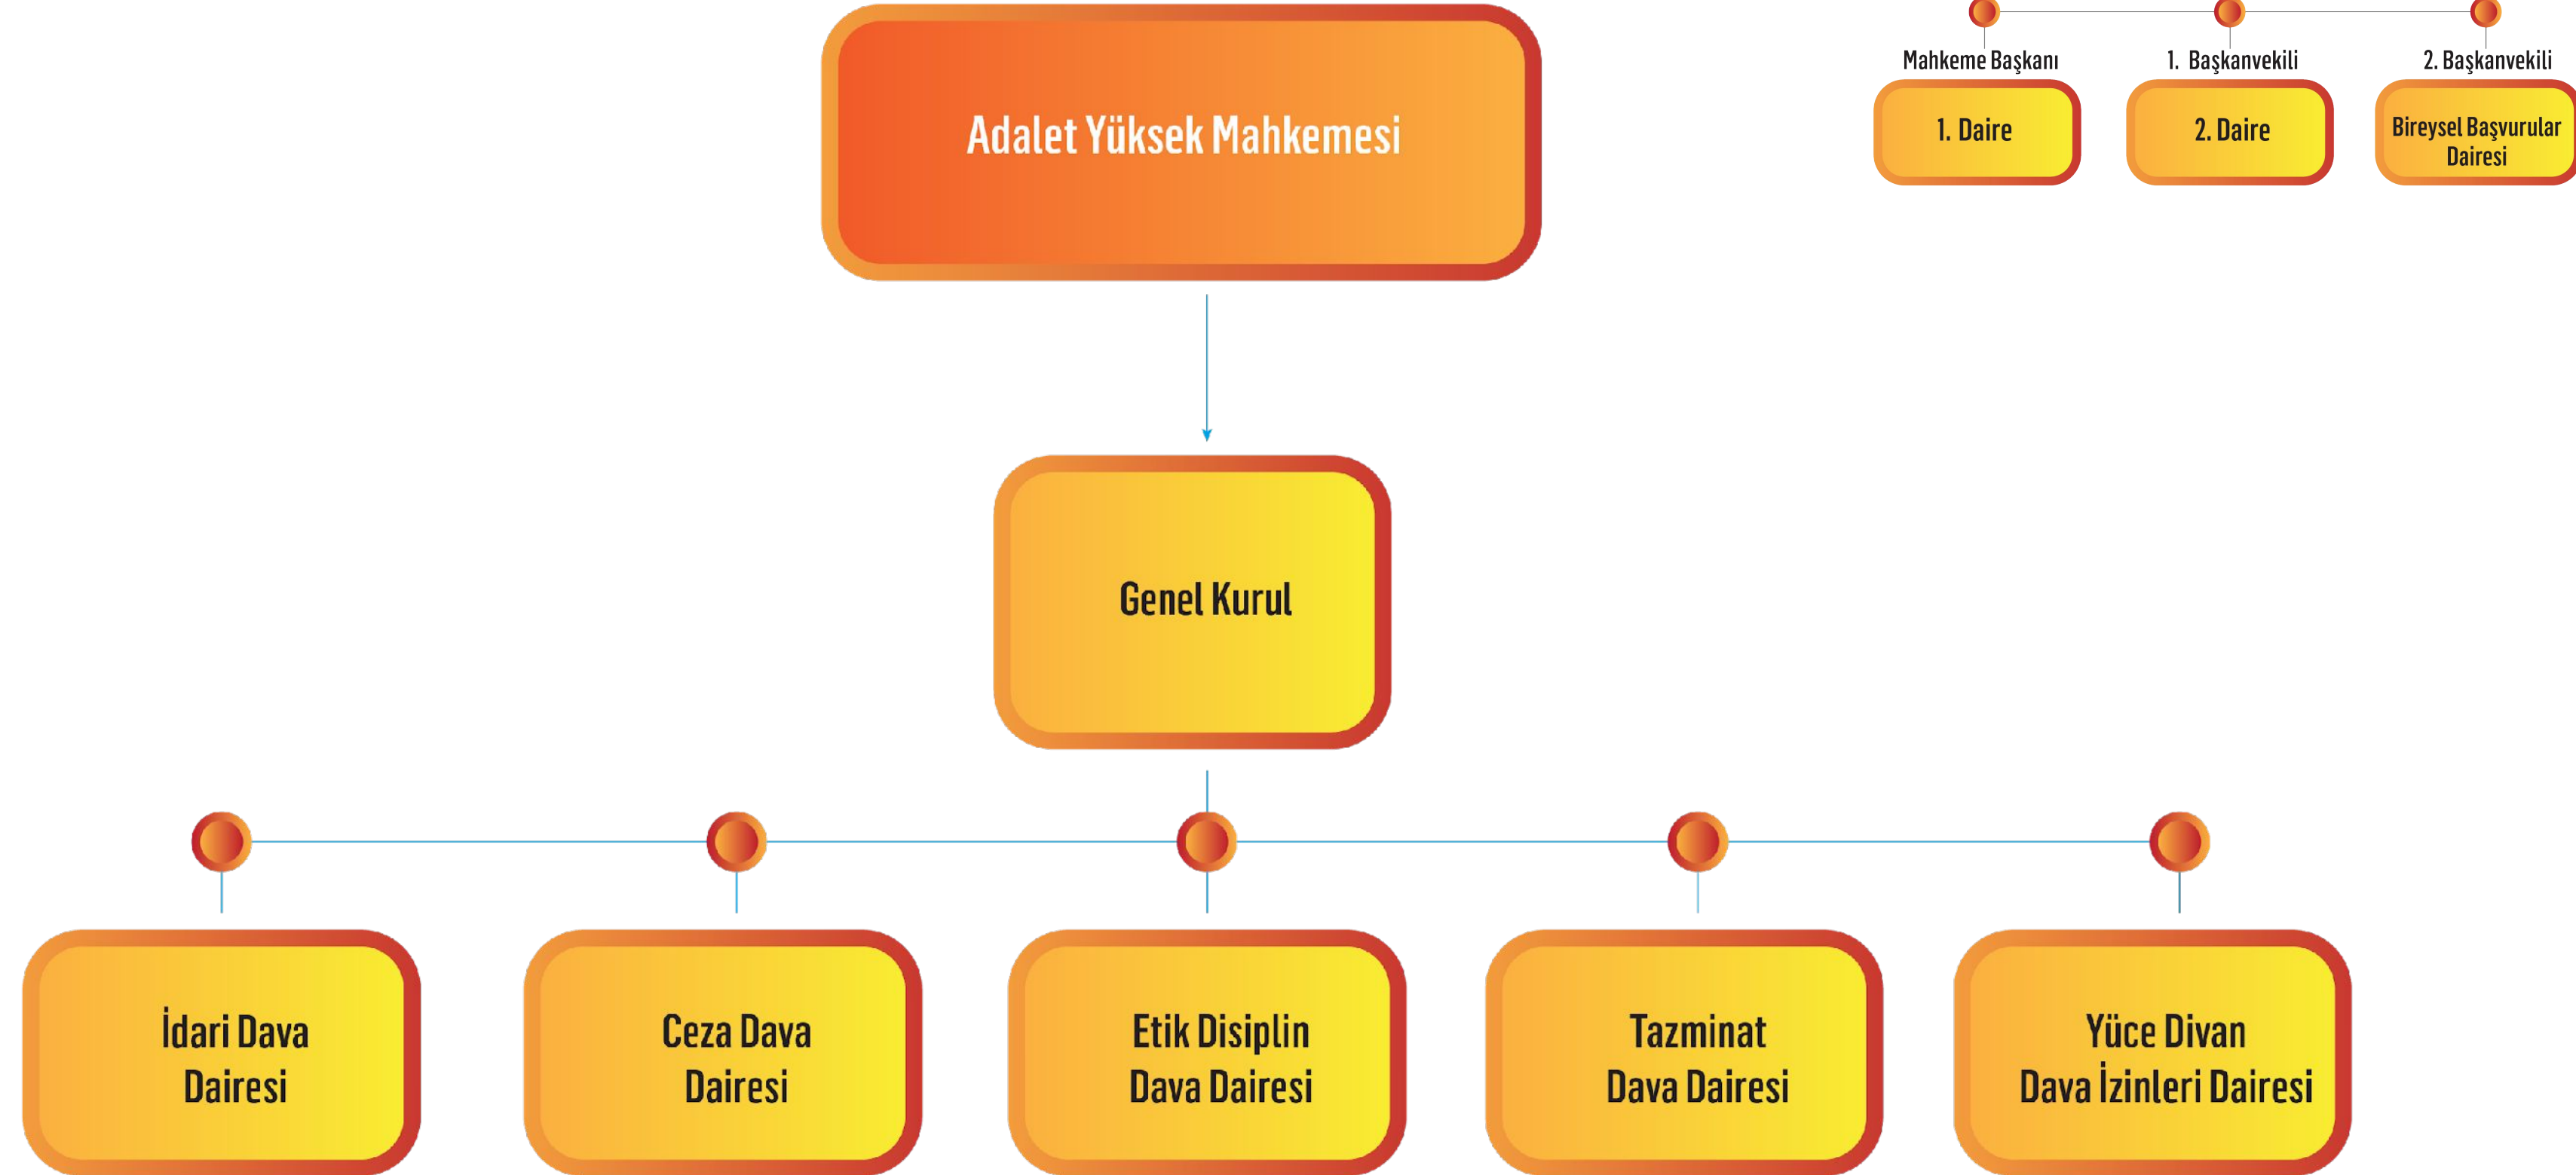 Adalet Yüksek Mahkemesi
Mahkeme Başkanı
1. Başkanvekili
2. Başkanvekili
1. Daire
2. Daire
Bireysel Başvurular
Dairesi
Genel Kurul
İdari Dava
Dairesi
Ceza Dava
Dairesi
Etik Disiplin
Dava Dairesi
Tazminat
Dava Dairesi
Yüce Divan
Dava İzinleri Dairesi